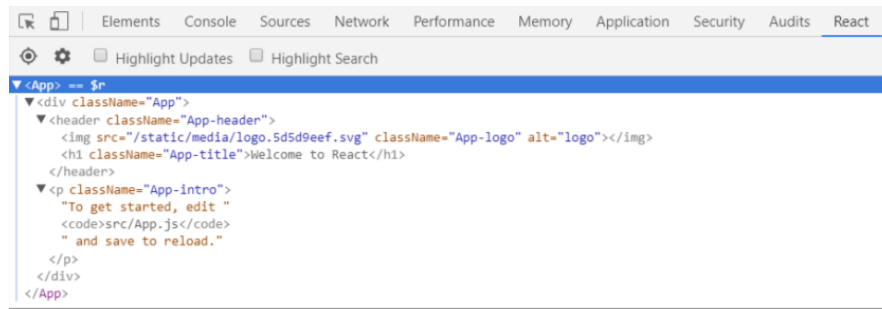 Elements Console Sources Network Performance Memory Application Security Audits React
Highlight Updates Highlight Search
▼<App> == $r
▼<div className="App">
▼<header className="App-header">
<img src="/static/media/logo.5d5d9eef.svg" className="App-logo" alt="logo"></img>
<h1 className="App-title">Welcome to React</h1>
</header>
▼<p className="App-intro">
"To get started, edit "
<code>src/App.js</code>
" and save to reload."
</p>
</div>
</App>